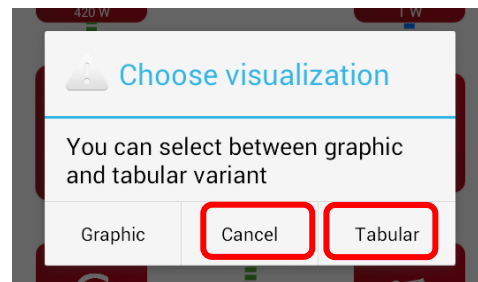 420 W
1 W
Choose visualization
You can select between graphic
and tabular variant
Graphic
Cancel
Tabular